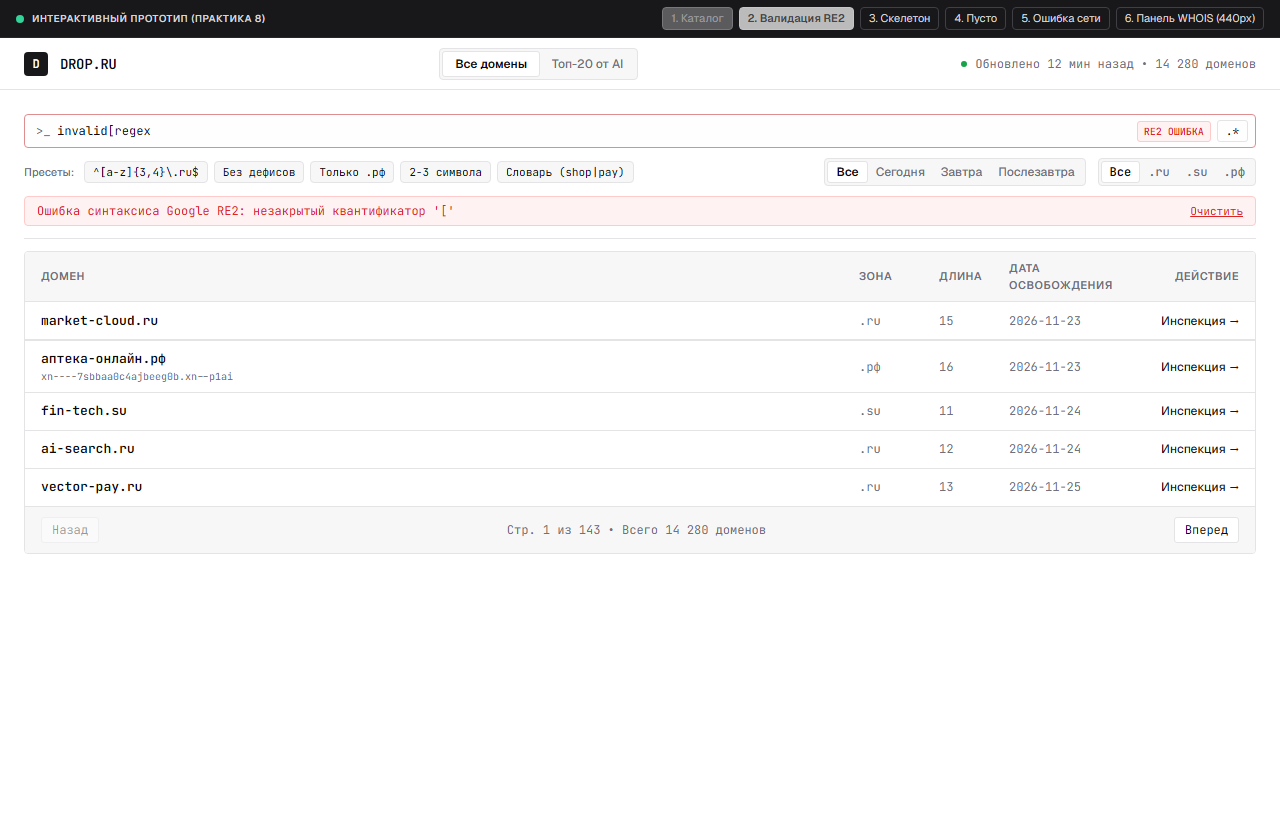 ИНТЕРАКТИВНЫЙ ПРОТОТИП (ПРАКТИКА 8) 1. Каталог 2. Валидация RE2 3. Скелетон 4. Пусто 5. Ошибка сети 6. Панель WHOIS (440px)
D DROP.RU Все домены Топ-20 от AI Обновлено 12 мин назад • 14 280 доменов
>_ invalid[regex RE2 ОШИБКА .*
Пресеты: ^[a-z]{3,4}\.ru$ Без дефисов Только .рф 2-3 символа Словарь (shop|pay) Все Сегодня Завтра Послезавтра Все .ru .su .рф
Ошибка синтаксиса Google RE2: незакрытый квантификатор '[' Очистить
ДОМЕН ЗОНА ДЛИНА ДАТА ОСВОБОЖДЕНИЯ ДЕЙСТВИЕ
market-cloud.ru .ru 15 2026-11-23 Инспекция →
аптека-онлайн.рф .рф 16 2026-11-23 Инспекция →
xn----7sbbaa0c4ajbeeg0b.xn--p1ai
fin-tech.su .su 11 2026-11-24 Инспекция →
ai-search.ru .ru 12 2026-11-24 Инспекция →
vector-pay.ru .ru 13 2026-11-25 Инспекция →
Назад Стр. 1 из 143 • Всего 14 280 доменов Вперед